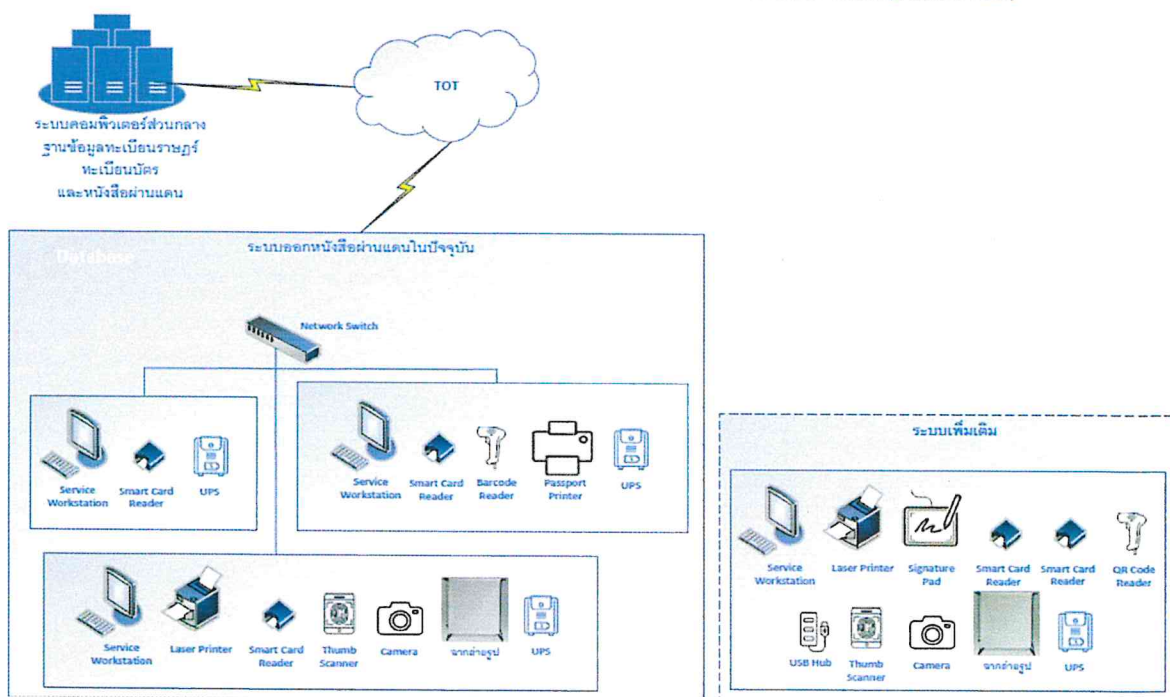 TOT
ระบบคอมพิวเตอร์ส่วนกลาง
ฐานข้อมูลทะเบียนราษฎร์
ทะเบียนบัตร
และหนังสือผ่านแดน
ระบบออกหนังสือผ่านแดนในปัจจุบัน
Database
Network Switch
Service
Workstation
Smart Card
Reader
UPS
Service
Workstation
Smart Card
Reader
Barcode
Reader
Passport
Printer
UPS
Service
Workstation
Laser Printer
Smart Card
Reader
Thumb
Scanner
Camera
ฉากถ่ายรูป
UPS
ระบบเพิ่มเติม
Service
Workstation
Laser Printer
Signature
Pad
Smart Card
Reader
Smart Card
Reader
QR Code
Reader
USB Hub
Thumb
Scanner
Camera
ฉากถ่ายรูป
UPS